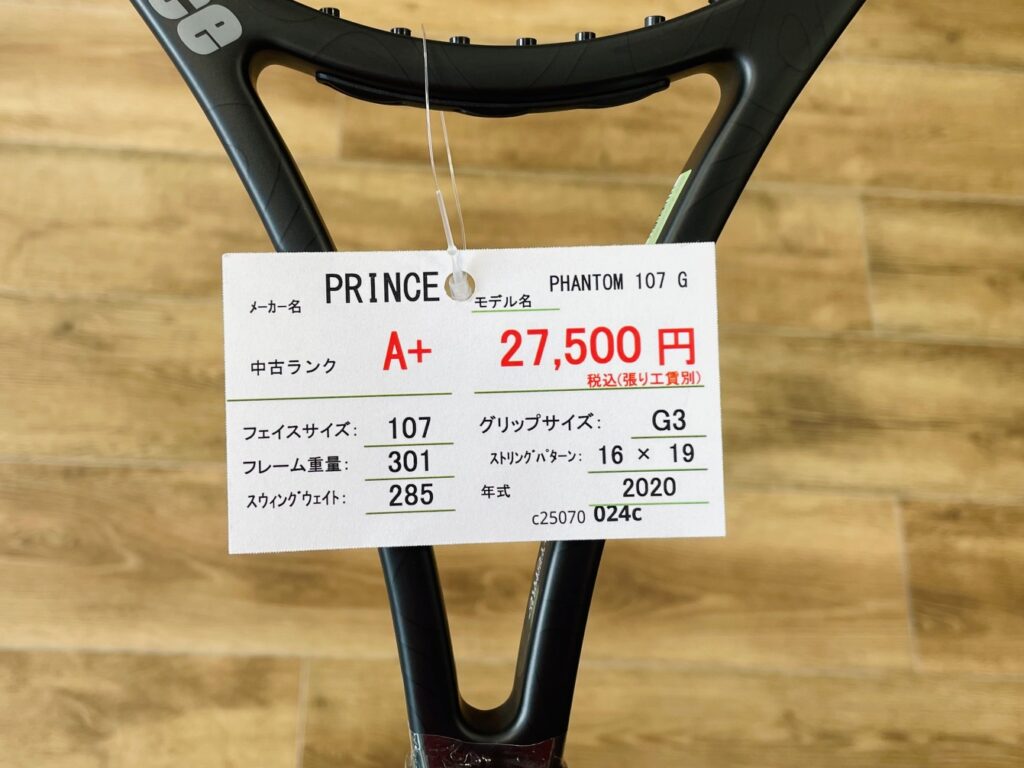 メーカー名 PRINCE モデル名 PHANTOM 107 G
中古ランク A+ 27,500 円
税込(張り工賃別)
フェイスサイズ: 107 グリップサイズ: G3
フレーム重量: 301 ストリングパターン: 16 × 19
スウィングウェイト: 285 年式 2020
c25070 024c